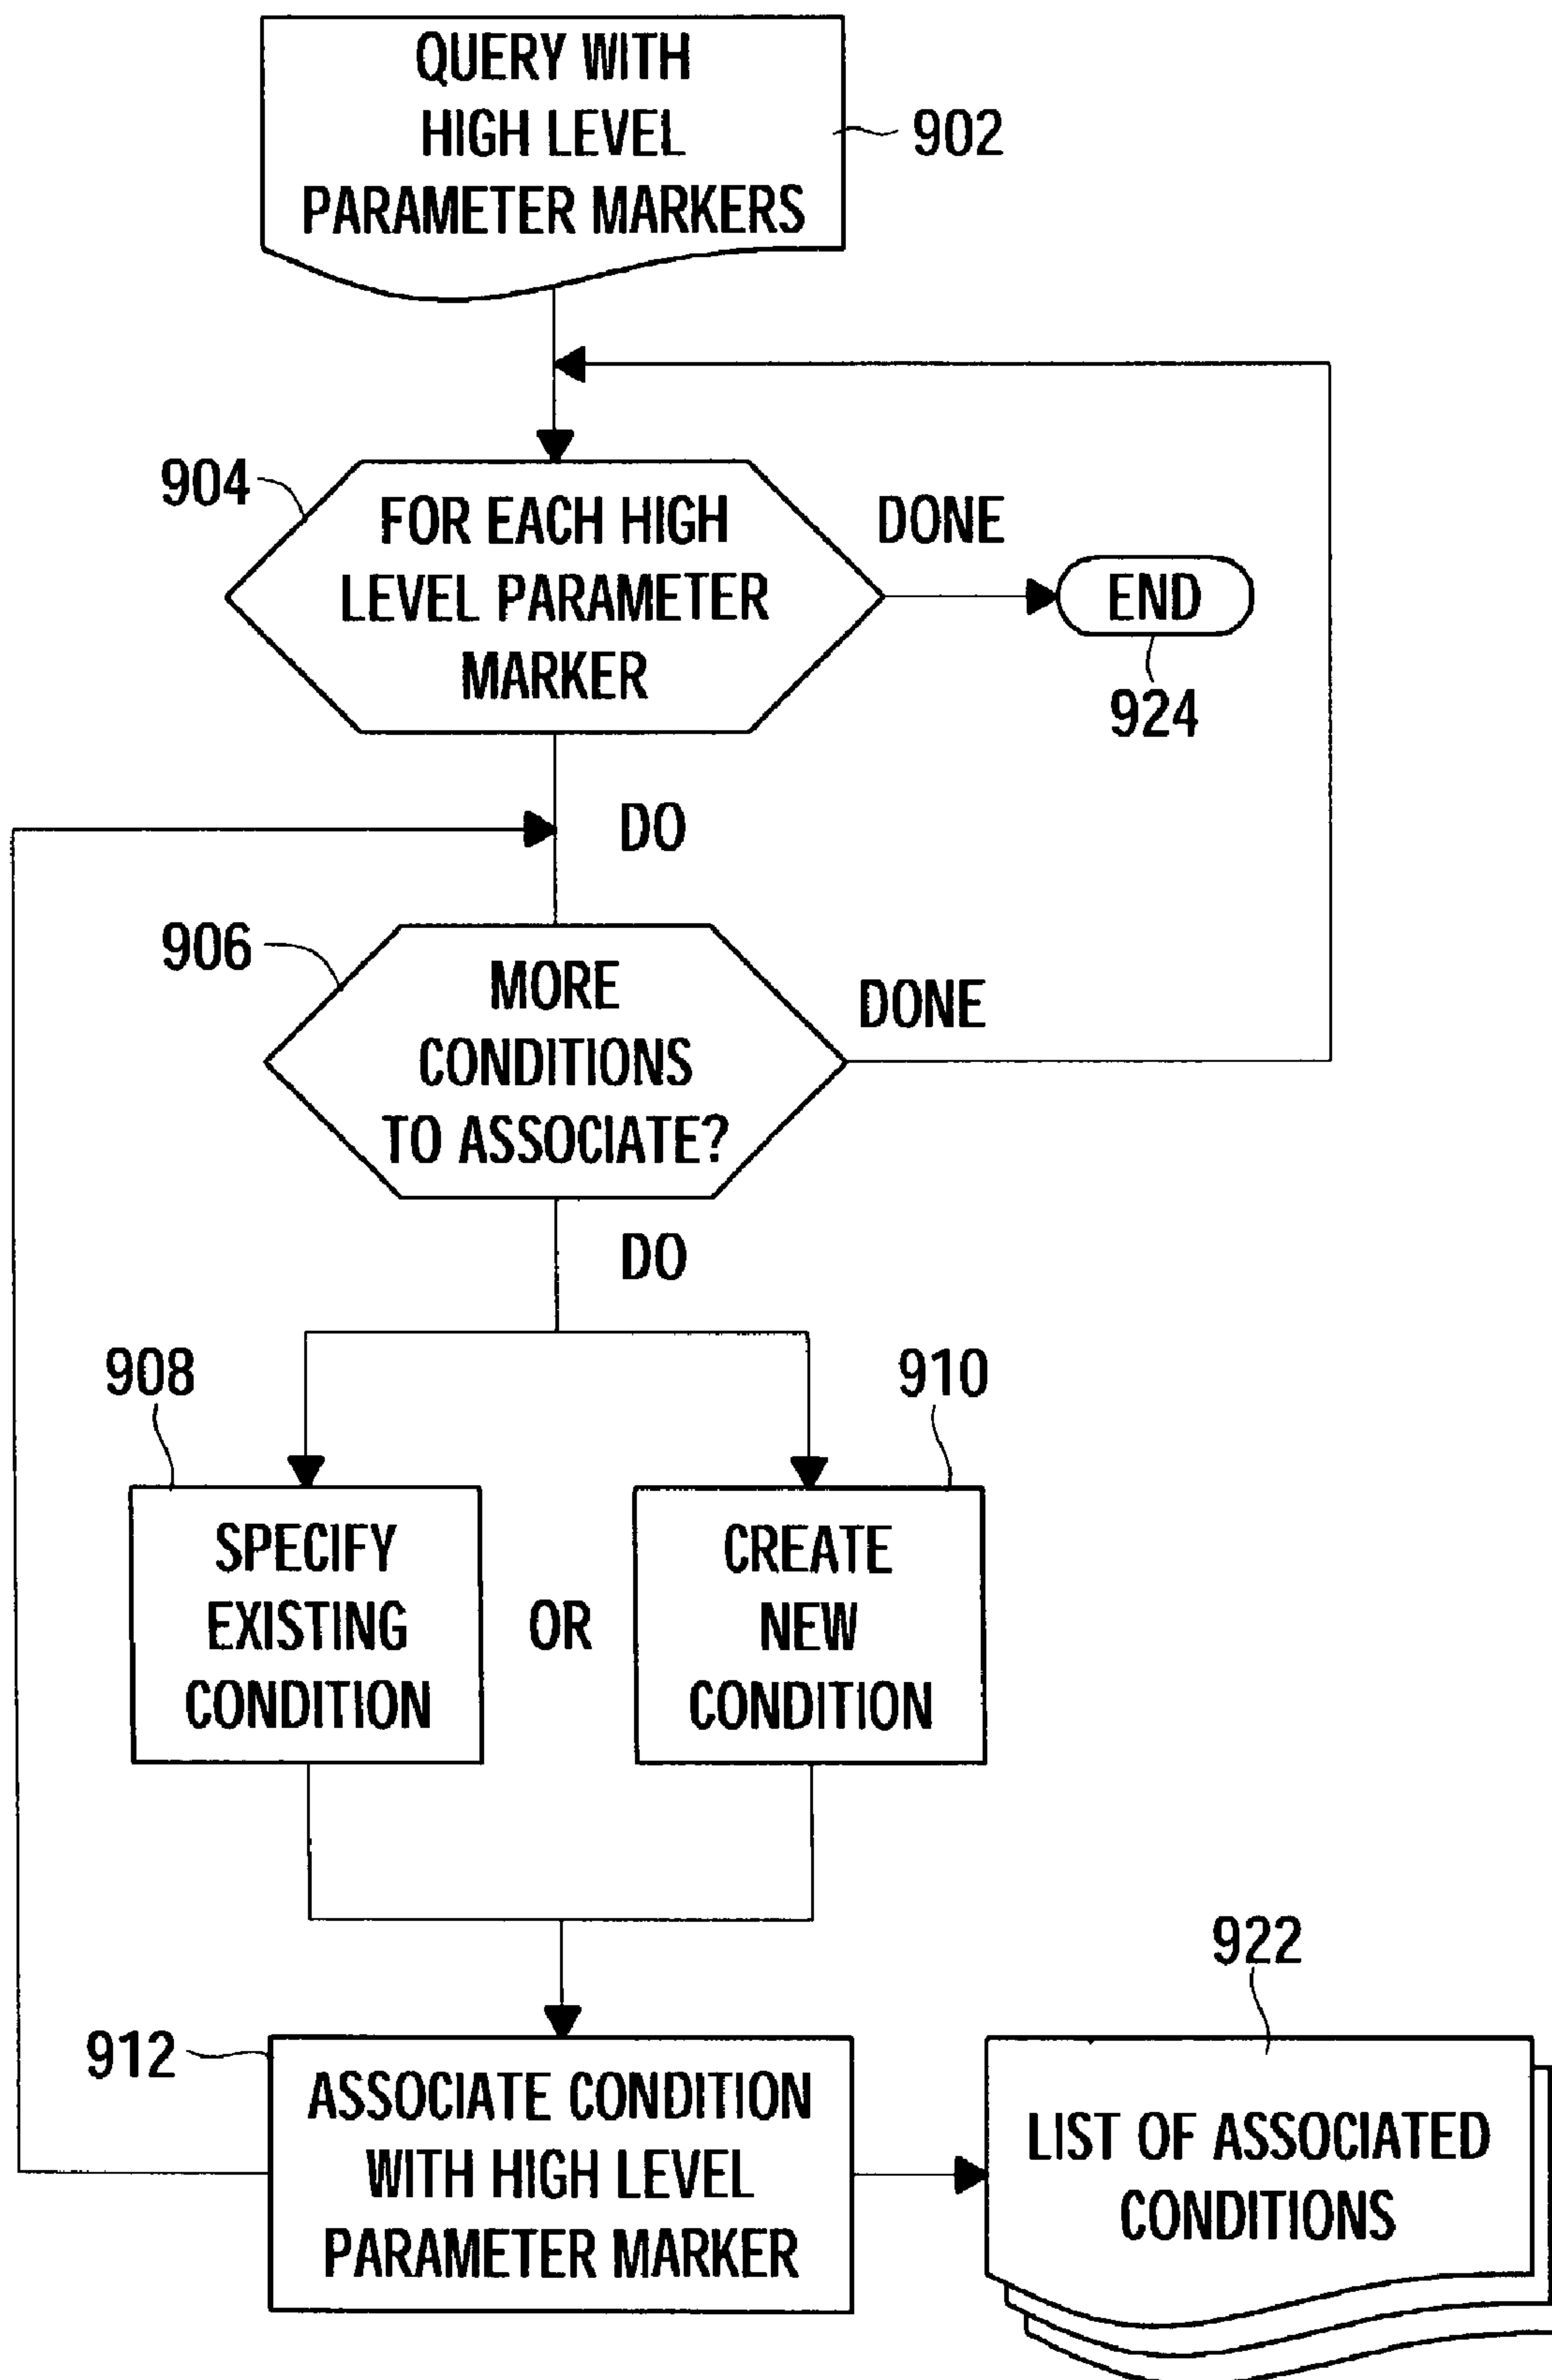 QUERY WITH
HIGH LEVEL
PARAMETER MARKERS
902
904
FOR EACH HIGH
LEVEL PARAMETER
MARKER
DONE
END
924
DO
906
MORE
CONDITIONS
TO ASSOCIATE?
DONE
DO
908
910
SPECIFY
EXISTING
CONDITION
OR
CREATE
NEW
CONDITION
912
ASSOCIATE CONDITION
WITH HIGH LEVEL
PARAMETER MARKER
922
LIST OF ASSOCIATED
CONDITIONS